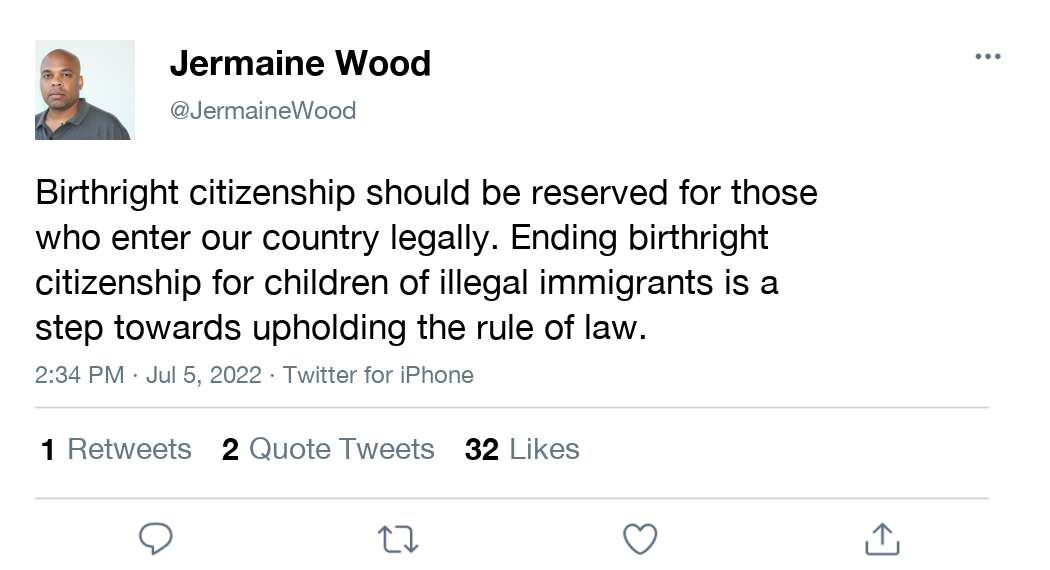 Jermaine Wood
@JermaineWood
Birthright citizenship should be reserved for those
who enter our country legally. Ending birthright
citizenship for children of illegal immigrants is a
step towards upholding the rule of law.
2:34 PM · Jul 5, 2022 · Twitter for iPhone
1 Retweets 2 Quote Tweets 32 Likes